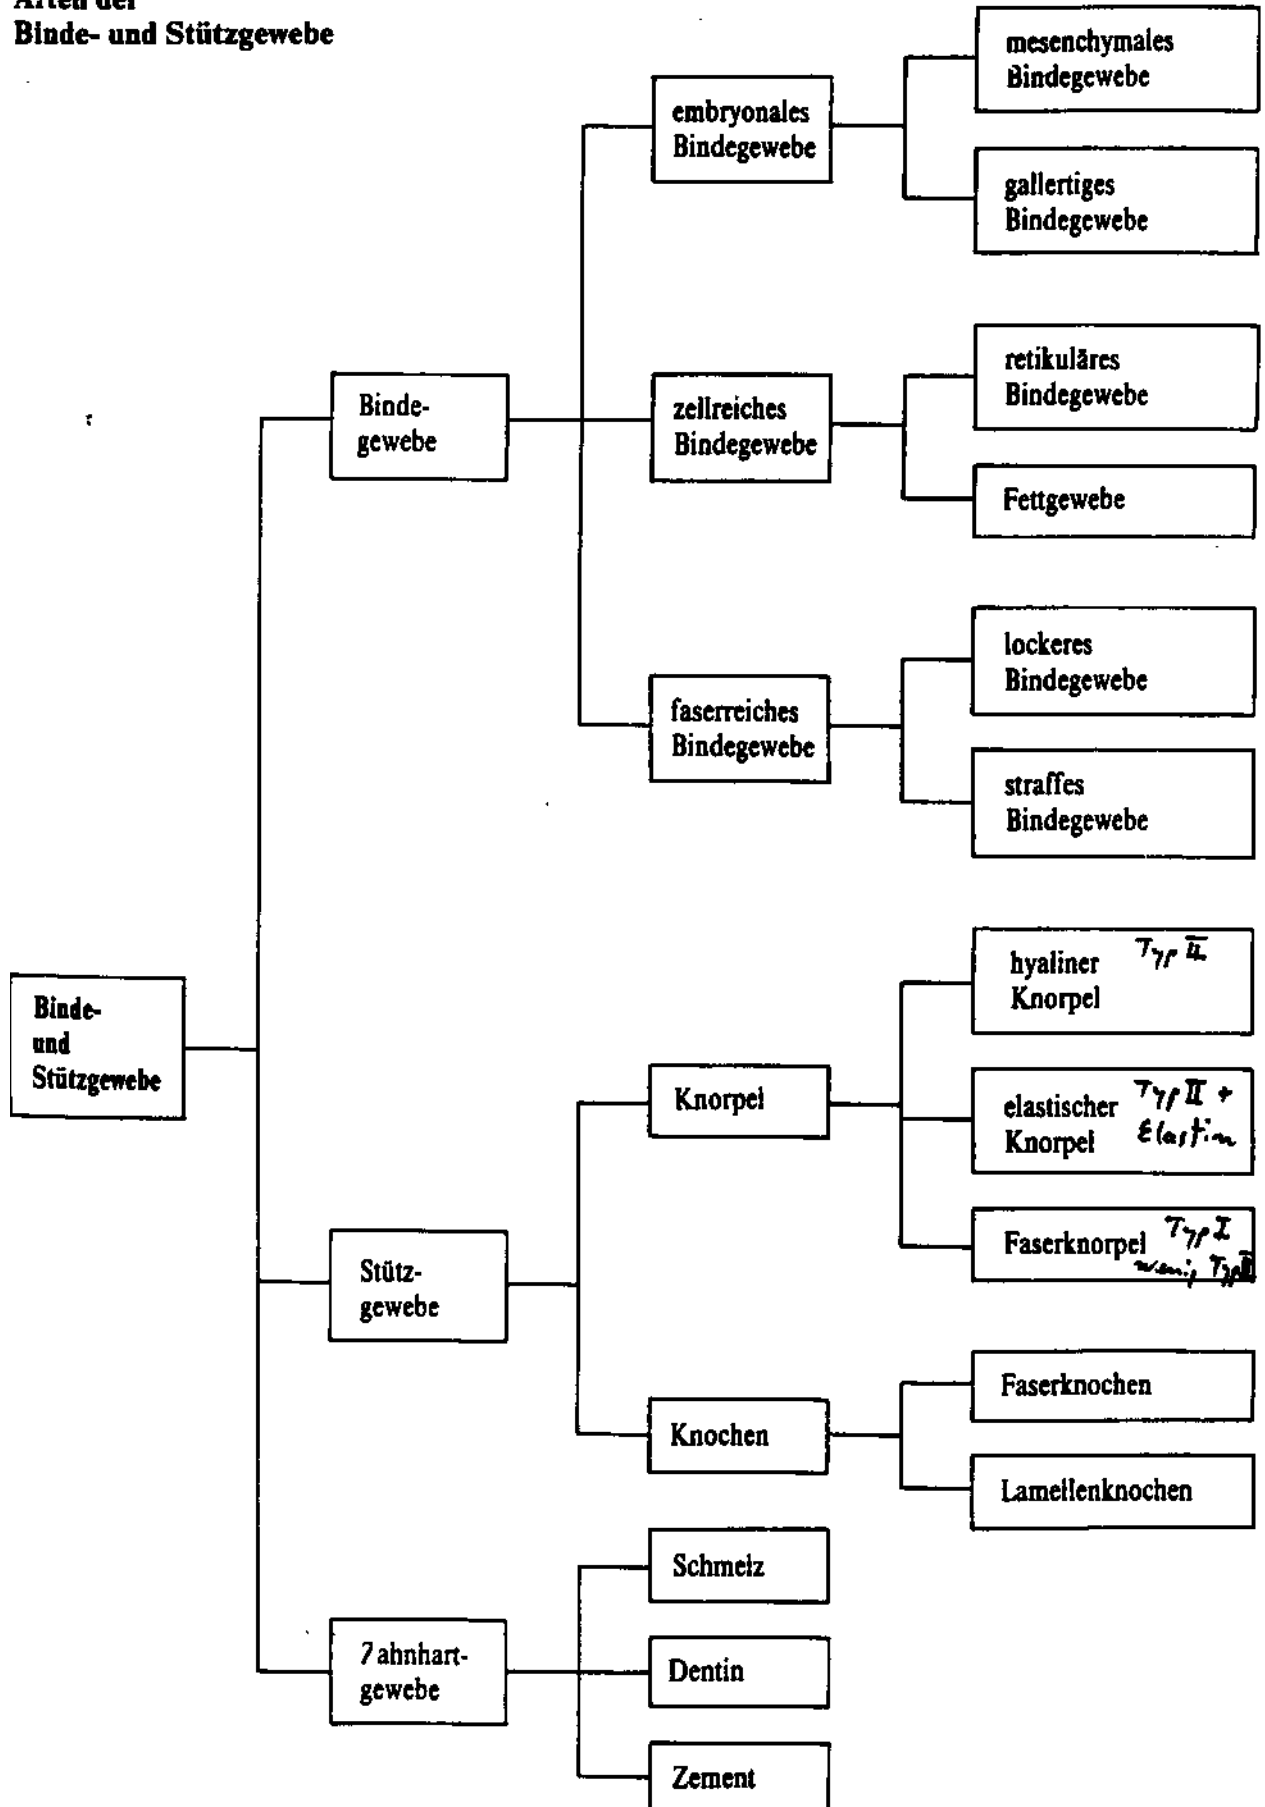 Arten der
Binde- und Stützgewebe
mesenchymales
Bindegewebe
embryonales
Bindegewebe
gallertiges
Bindegewebe
retikuläres
Bindegewebe
Binde-
gewebe
zellreiches
Bindegewebe
Fettgewebe
lockeres
Bindegewebe
faserreiches
Bindegewebe
straffes
Bindegewebe
hyaliner Typ II
Knorpel
Binde-
und
Stützgewebe
Knorpel
elastischer Typ II +
Knorpel Elastin
Faserknorpel Typ I
wenig Typ II
Stütz-
gewebe
Faserknochen
Knochen
Lamellenknochen
Schmelz
Zahnhart-
gewebe
Dentin
Zement